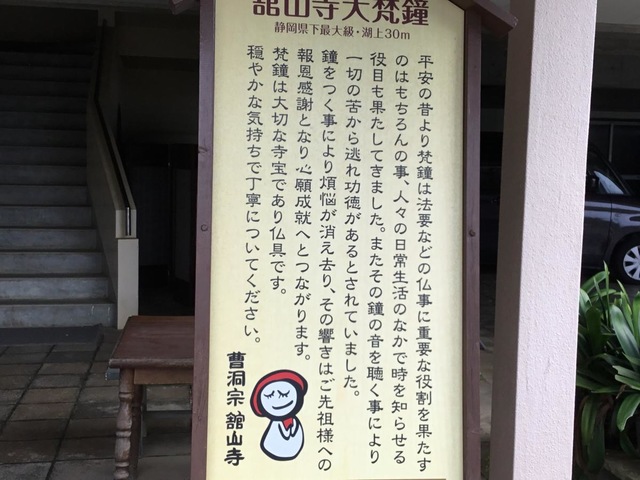 舘山寺大梵鐘
静岡県下最大級・湖上30m
平安の昔より梵鐘は法要などの仏事に重要な役割を果たす
のはもちろんの事、人々の日常生活のなかで時を知らせる
役目も果たしてきました。またその鐘の音を聴く事により
一切の苦から逃れ功徳があるとされていました。
鐘をつく事により煩悩が消え去り、その響きはご先祖様への
報恩感謝となり心願成就へとつながります。
梵鐘は大切な寺宝であり仏具です。
穏やかな気持ちで丁寧についてください。
曹洞宗 舘山寺